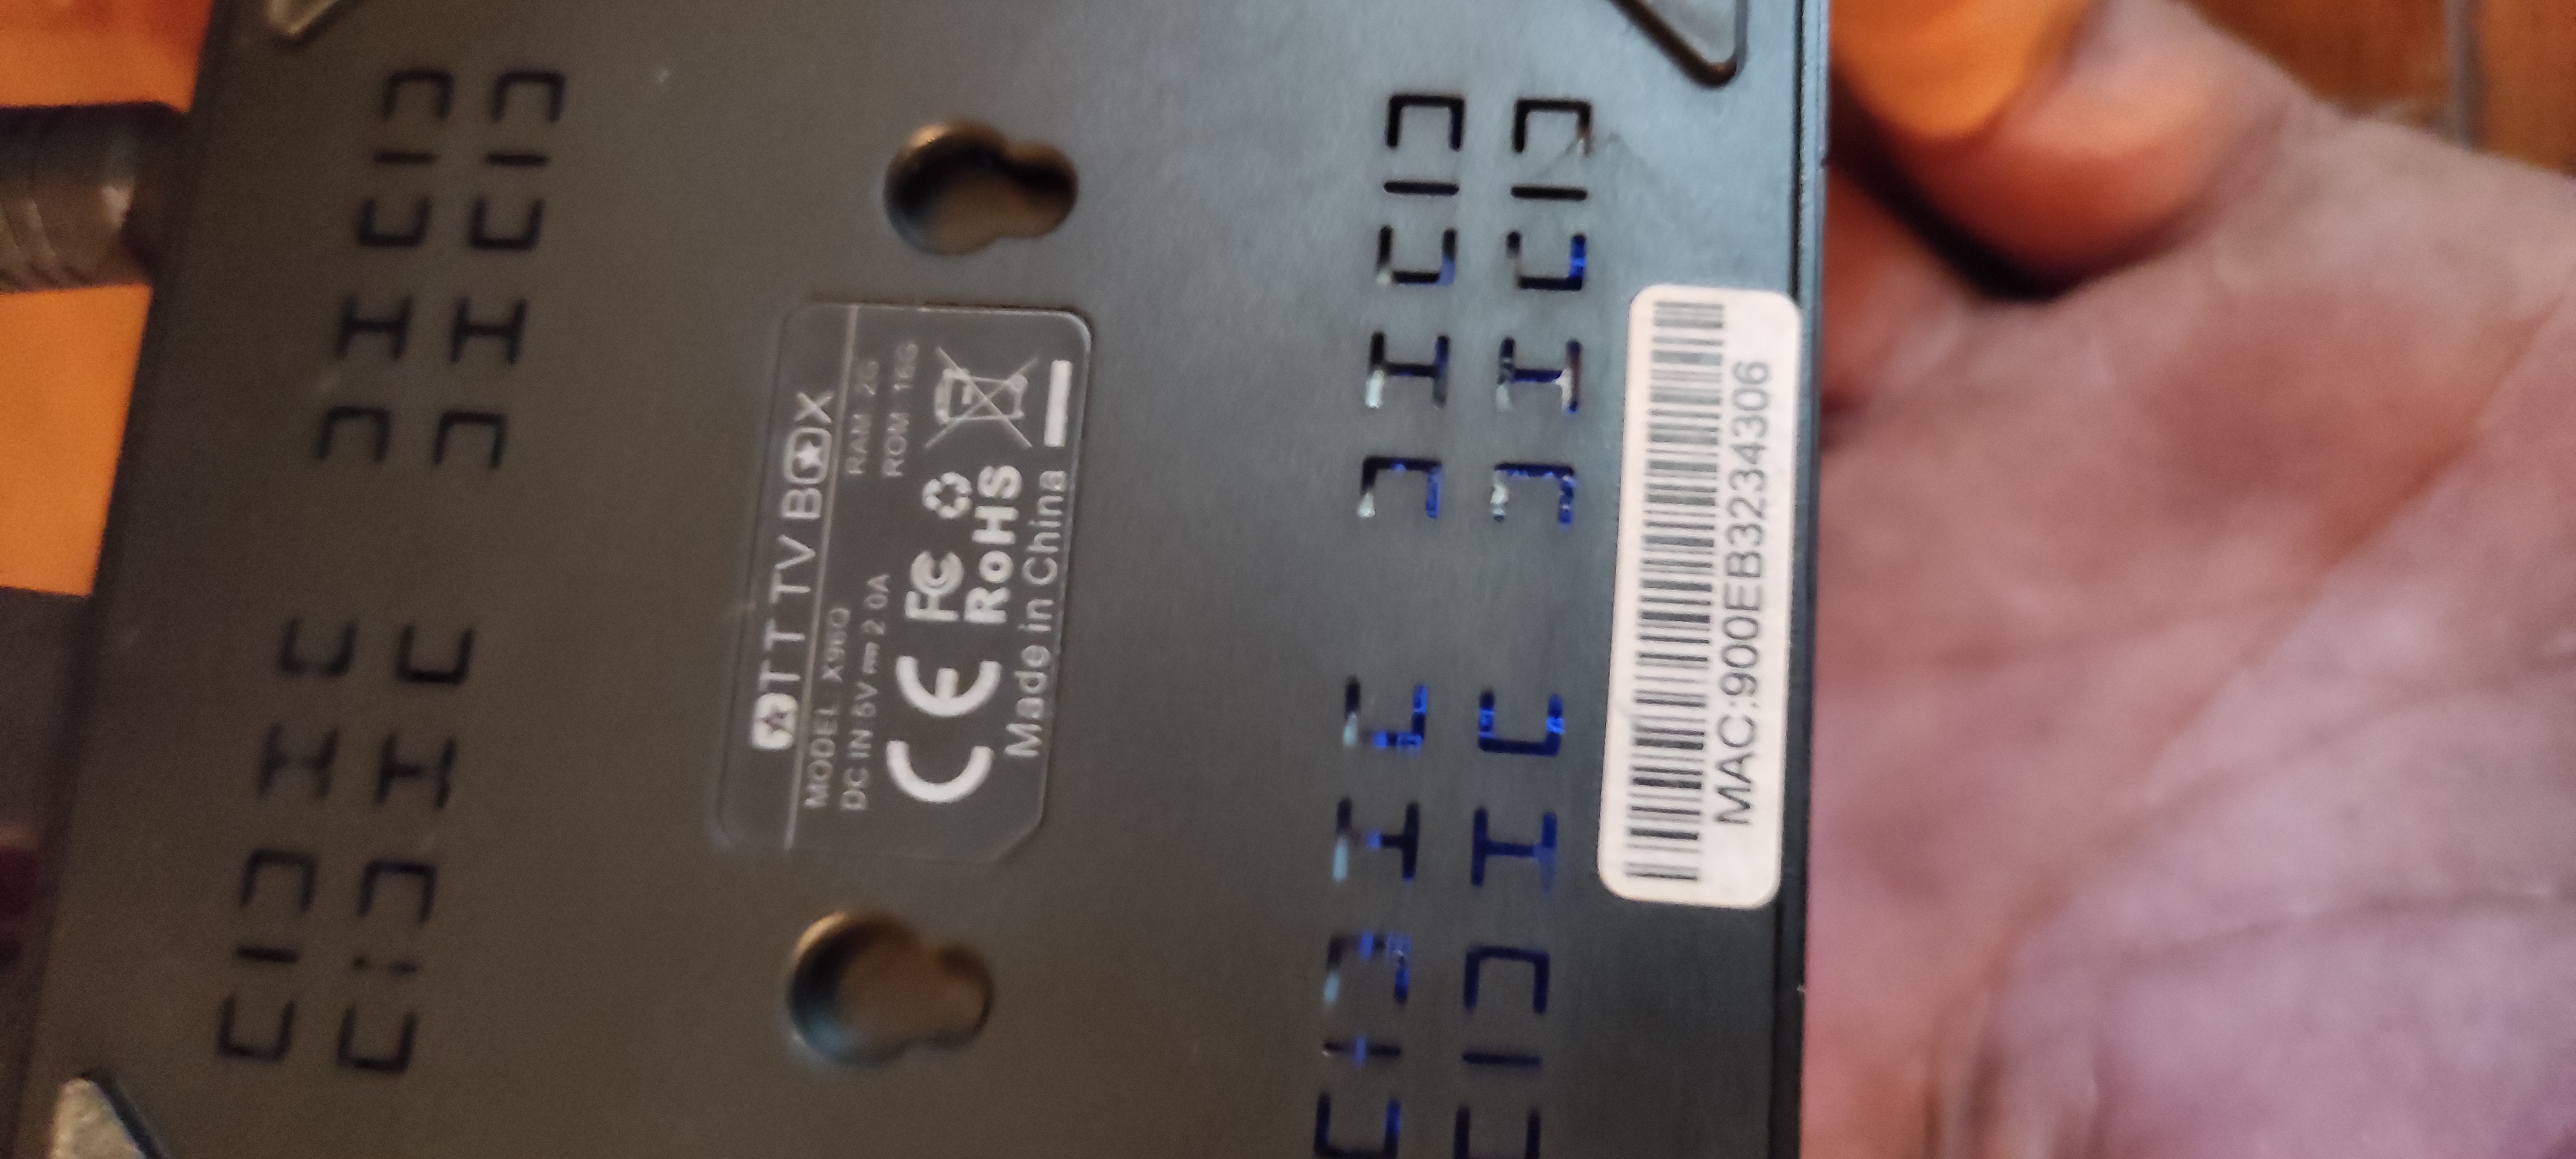 OTT TV BOX
MODEL X96Q
RAM 2G
DC IN 5V 2.0A
ROM 16G
CE FC
RoHS
Made in China
MAC:900EB3234306